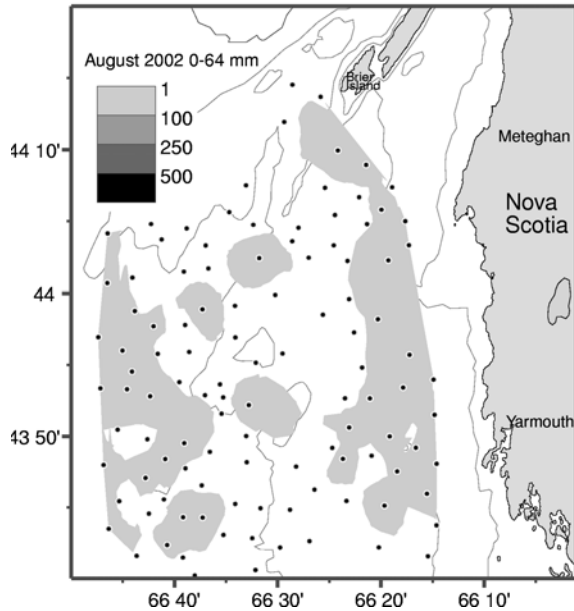 August 2002 0-64 mm
1
100
250
500
Brier
Island
Meteghan
Nova
Scotia
Yarmouth
44 10'
44
43 50'
66 40'
66 30'
66 20'
66 10'